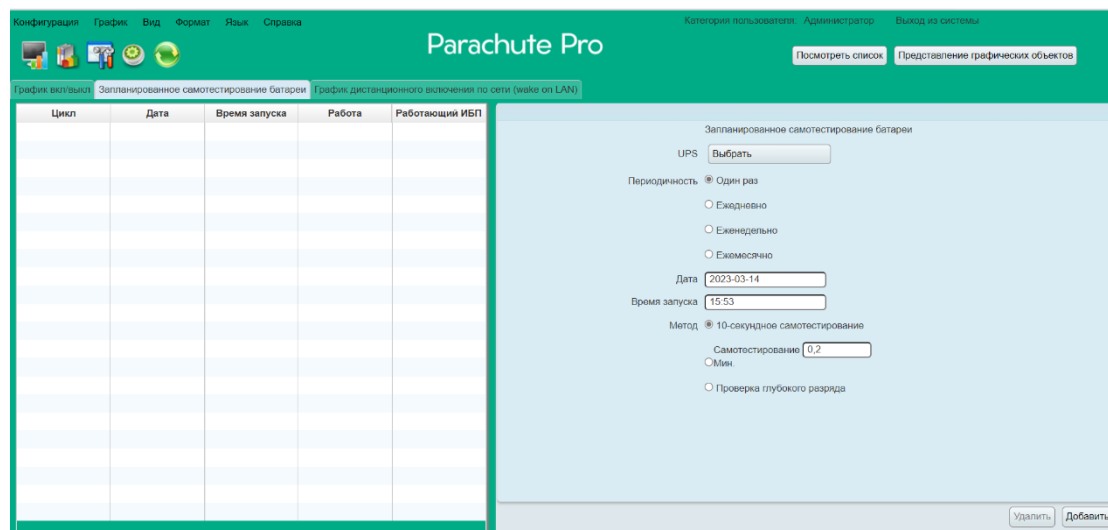 Конфигурация График Вид Формат Язык Справка
Категория пользователя: Администратор Выход из системы
Parachute Pro
Посмотреть список Представление графических объектов
График вкл/выкл Запланированное самотестирование батареи График дистанционного включения по сети (wake on LAN)
Цикл Дата Время запуска Работа Работающий ИБП
Запланированное самотестирование батареи
UPS Выбрать
Периодичность Один раз
Ежедневно
Еженедельно
Ежемесячно
Дата 2023-03-14
Время запуска 15:53
Метод 10-секундное самотестирование
Самотестирование 0,2
Мин.
Проверка глубокого разряда
Удалить Добавить